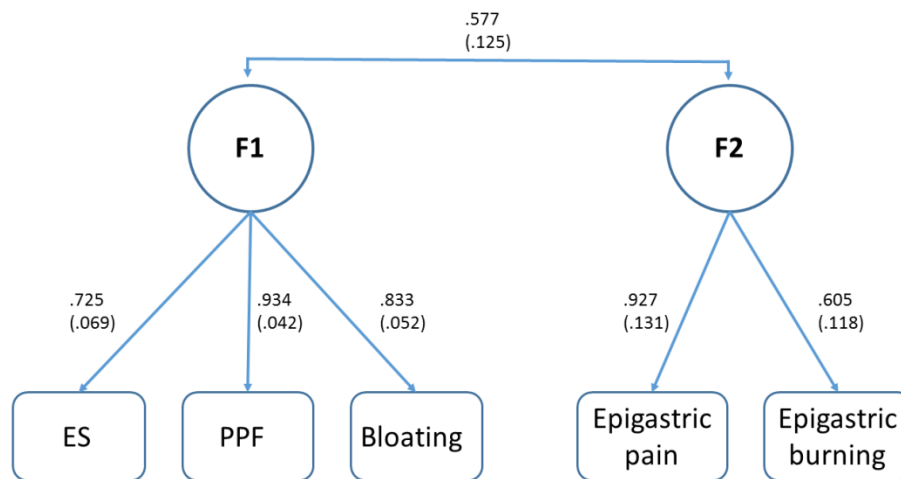 .577
(.125)
F1
F2
.725
(.069)
.934
(.042)
.833
(.052)
.927
(.131)
.605
(.118)
ES
PPF
Bloating
Epigastric
pain
Epigastric
burning